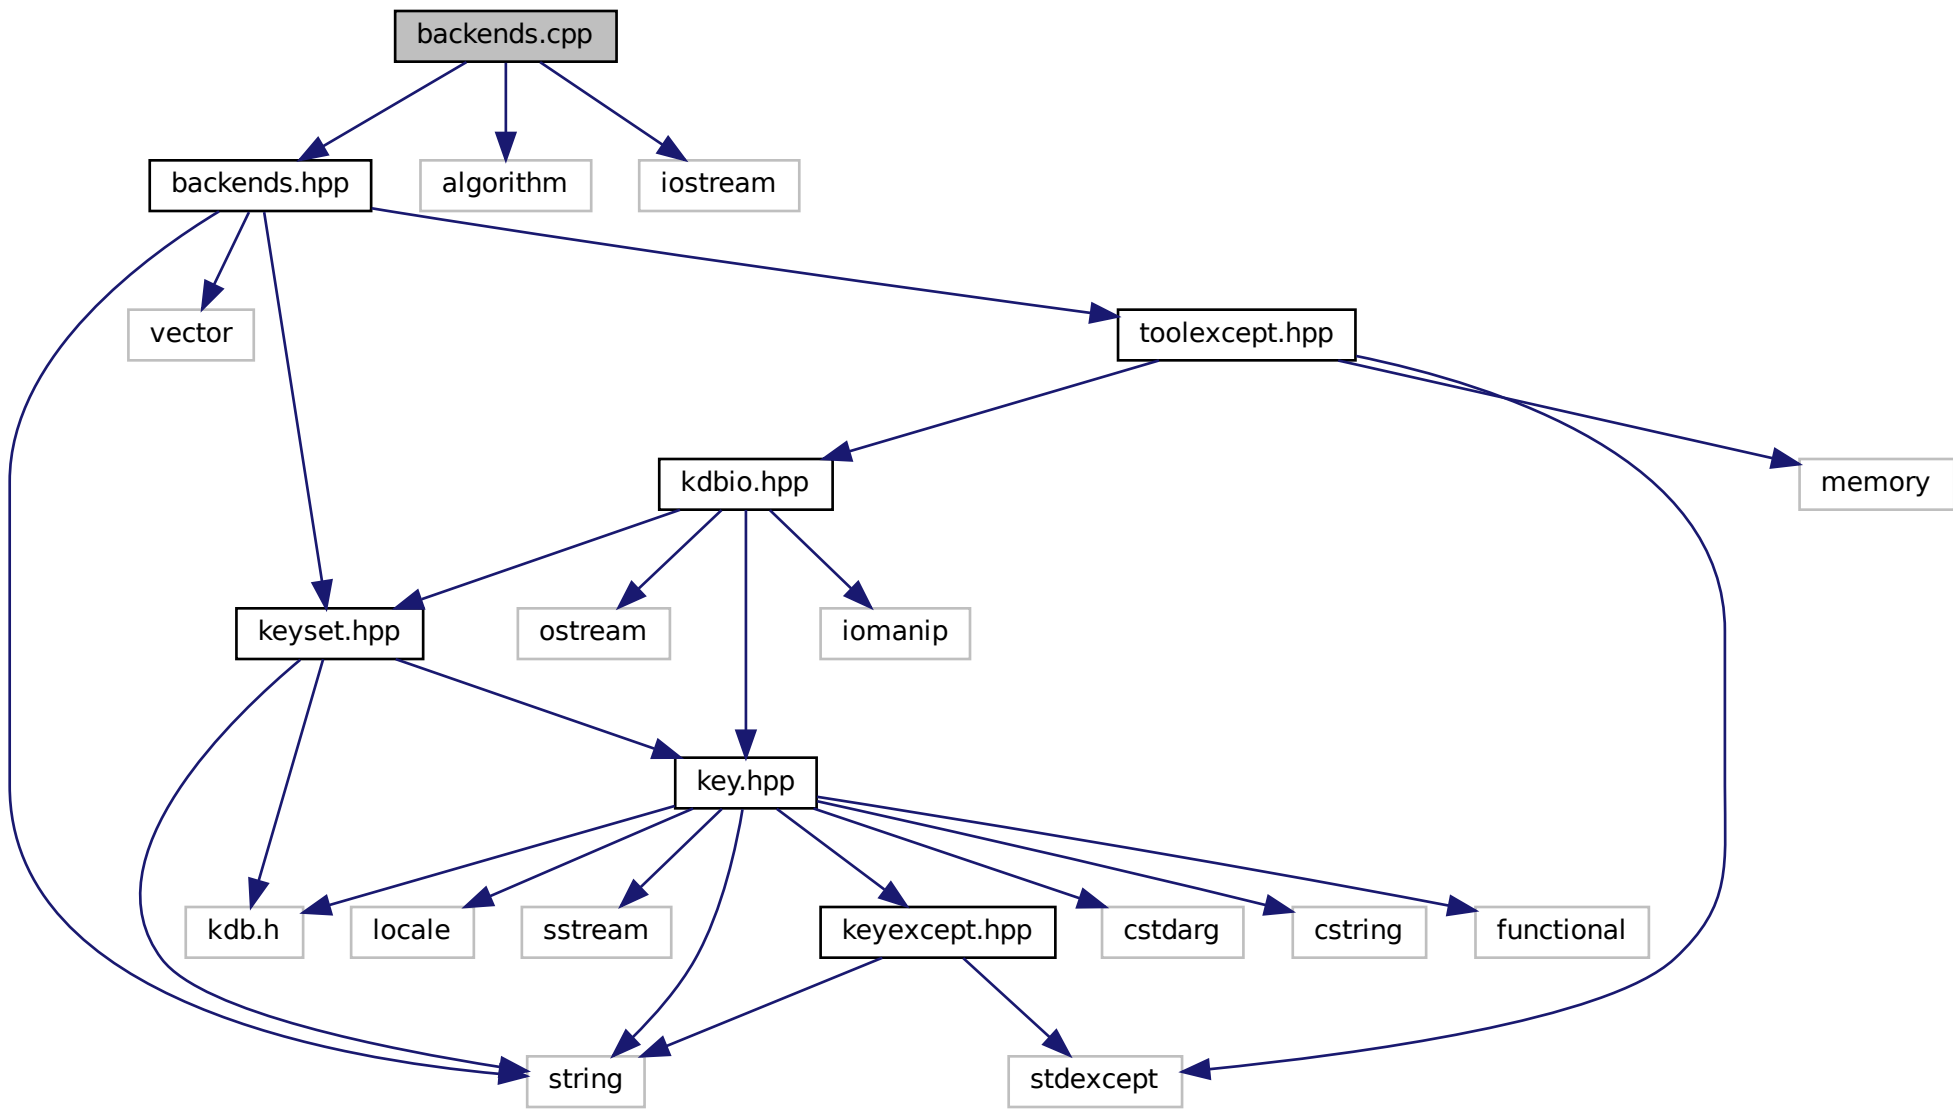 backends.cpp
backends.hpp
algorithm
iostream
vector
toolexcept.hpp
kdbio.hpp
memory
keyset.hpp
ostream
iomanip
key.hpp
kdb.h
locale
sstream
keyexcept.hpp
cstdarg
cstring
functional
string
stdexcept